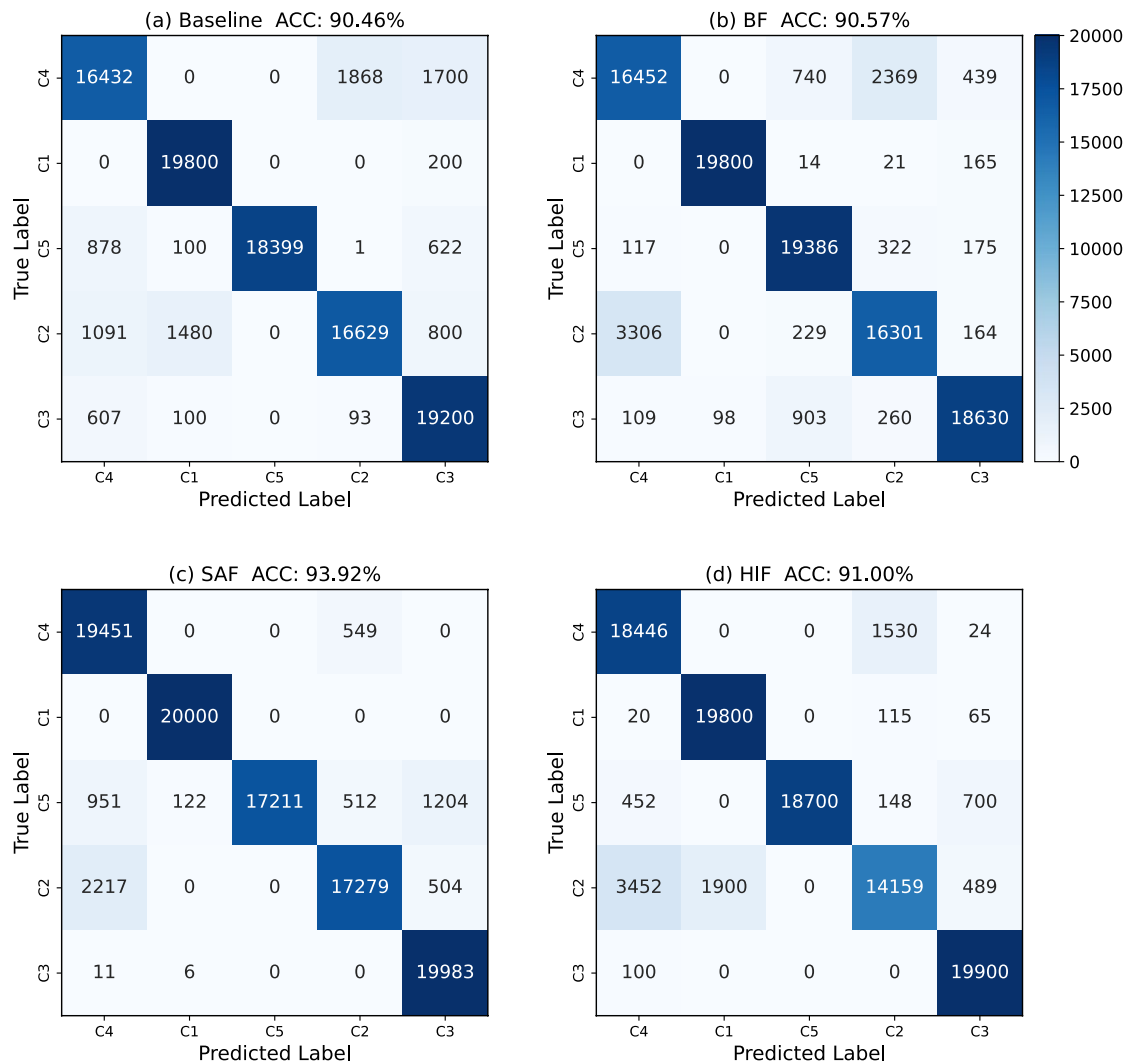 (a) Baseline ACC: 90.46%
True Label
C4 16432 0 0 1868 1700
C1 0 19800 0 0 200
C5 878 100 18399 1 622
C2 1091 1480 0 16629 800
C3 607 100 0 93 19200
C4 C1 C5 C2 C3
Predicted Label
(b) BF ACC: 90.57%
True Label
C4 16452 0 740 2369 439
C1 0 19800 14 21 165
C5 117 0 19386 322 175
C2 3306 0 229 16301 164
C3 109 98 903 260 18630
C4 C1 C5 C2 C3
Predicted Label
20000
17500
15000
12500
10000
7500
5000
2500
0
(c) SAF ACC: 93.92%
True Label
C4 19451 0 0 549 0
C1 0 20000 0 0 0
C5 951 122 17211 512 1204
C2 2217 0 0 17279 504
C3 11 6 0 0 19983
C4 C1 C5 C2 C3
Predicted Label
(d) HIF ACC: 91.00%
True Label
C4 18446 0 0 1530 24
C1 20 19800 0 115 65
C5 452 0 18700 148 700
C2 3452 1900 0 14159 489
C3 100 0 0 0 19900
C4 C1 C5 C2 C3
Predicted Label